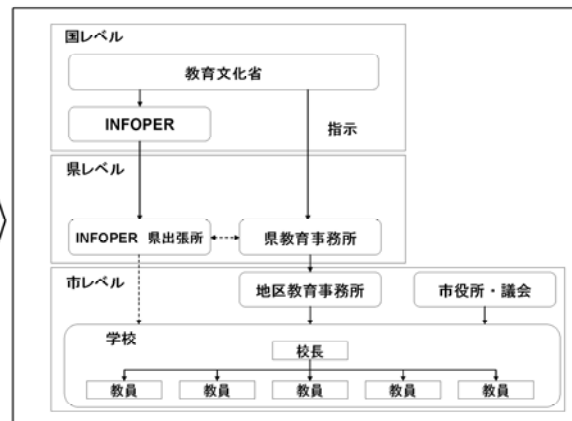 国レベル
教育文化省
INFOPER
指示
県レベル
INFOPER 県出張所
県教育事務所
市レベル
地区教育事務所
市役所・議会
学校
校長
教員
教員
教員
教員
教員